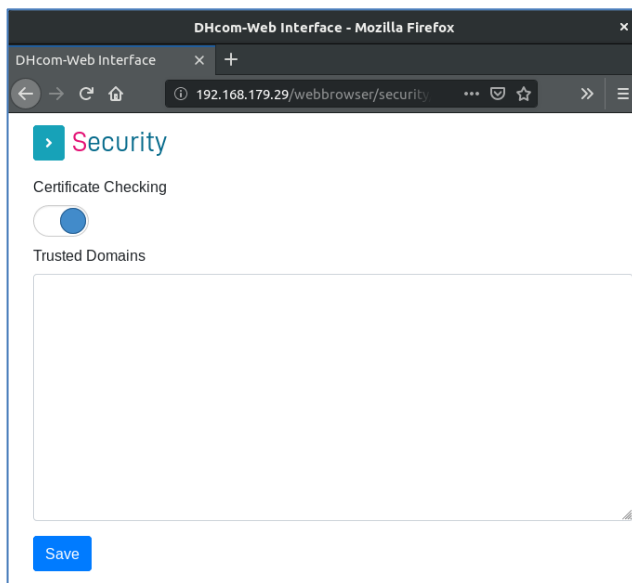 DHcom-Web Interface - Mozilla Firefox
DHcom-Web Interface
192.168.179.29/webbrowser/security
Security
Certificate Checking
Trusted Domains
Save